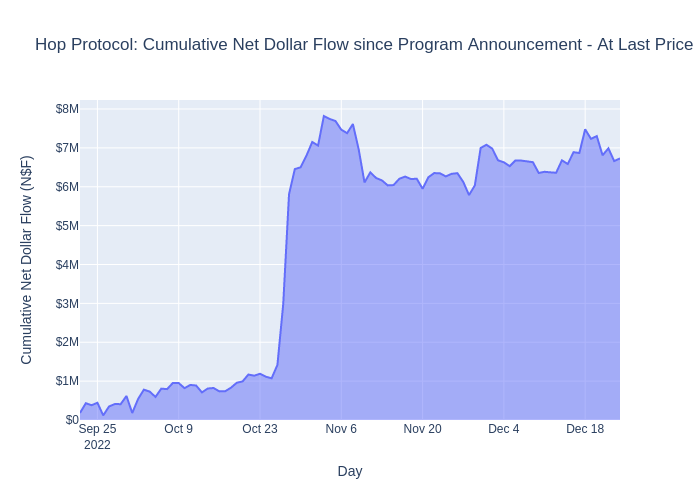 Hop Protocol: Cumulative Net Dollar Flow since Program Announcement - At Last Price
Cumulative Net Dollar Flow (N$F)
$8M
$7M
$6M
$5M
$4M
$3M
$2M
$1M
$0
Sep 25 Oct 9 Oct 23 Nov 6 Nov 20 Dec 4 Dec 18
2022
Day